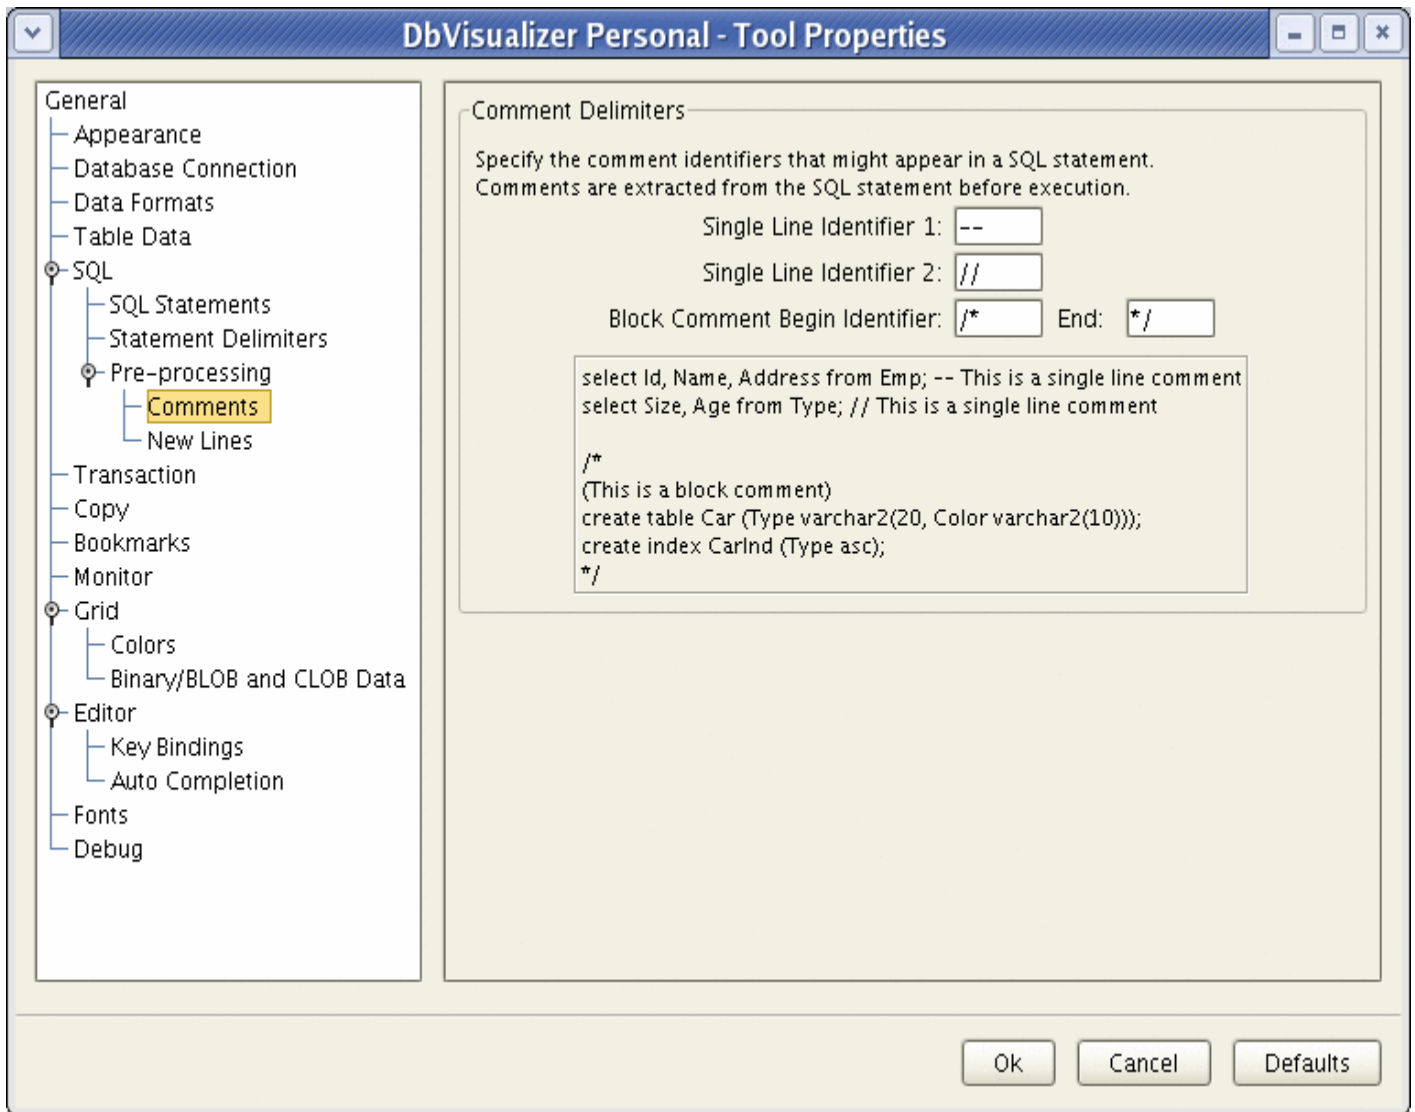 DbVisualizer Personal - Tool Properties
General
Appearance
Database Connection
Data Formats
Table Data
SQL
SQL Statements
Statement Delimiters
Pre-processing
Comments
New Lines
Transaction
Copy
Bookmarks
Monitor
Grid
Colors
Binary/BLOB and CLOB Data
Editor
Key Bindings
Auto Completion
Fonts
Debug
Comment Delimiters
Specify the comment identifiers that might appear in a SQL statement.
Comments are extracted from the SQL statement before execution.
Single Line Identifier 1: --
Single Line Identifier 2: //
Block Comment Begin Identifier: /* End: */
select Id, Name, Address from Emp; -- This is a single line comment
select Size, Age from Type; // This is a single line comment
/*
(This is a block comment)
create table Car (Type varchar2(20, Color varchar2(10)));
create index CarInd (Type asc);
*/
Ok Cancel Defaults